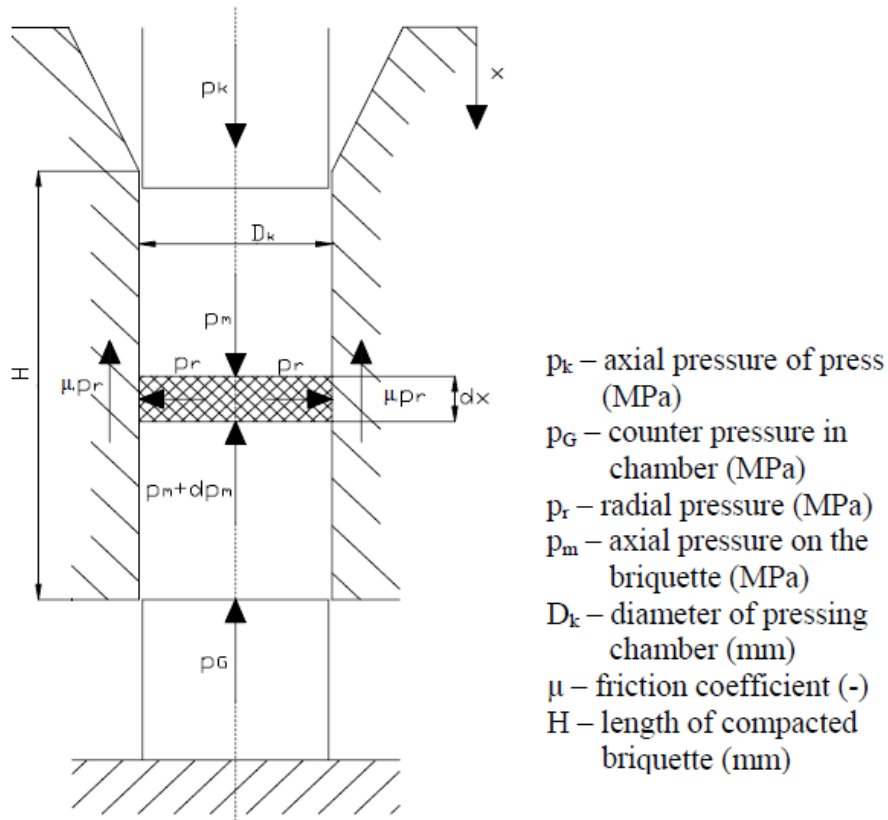 x
pk
Dk
pm
H
pr
pr
μpr
μpr
dx
pm+dpm
pG
pk – axial pressure of press
(MPa)
pG – counter pressure in
chamber (MPa)
pr – radial pressure (MPa)
pm – axial pressure on the
briquette (MPa)
Dk – diameter of pressing
chamber (mm)
μ – friction coefficient (-)
H – length of compacted
briquette (mm)